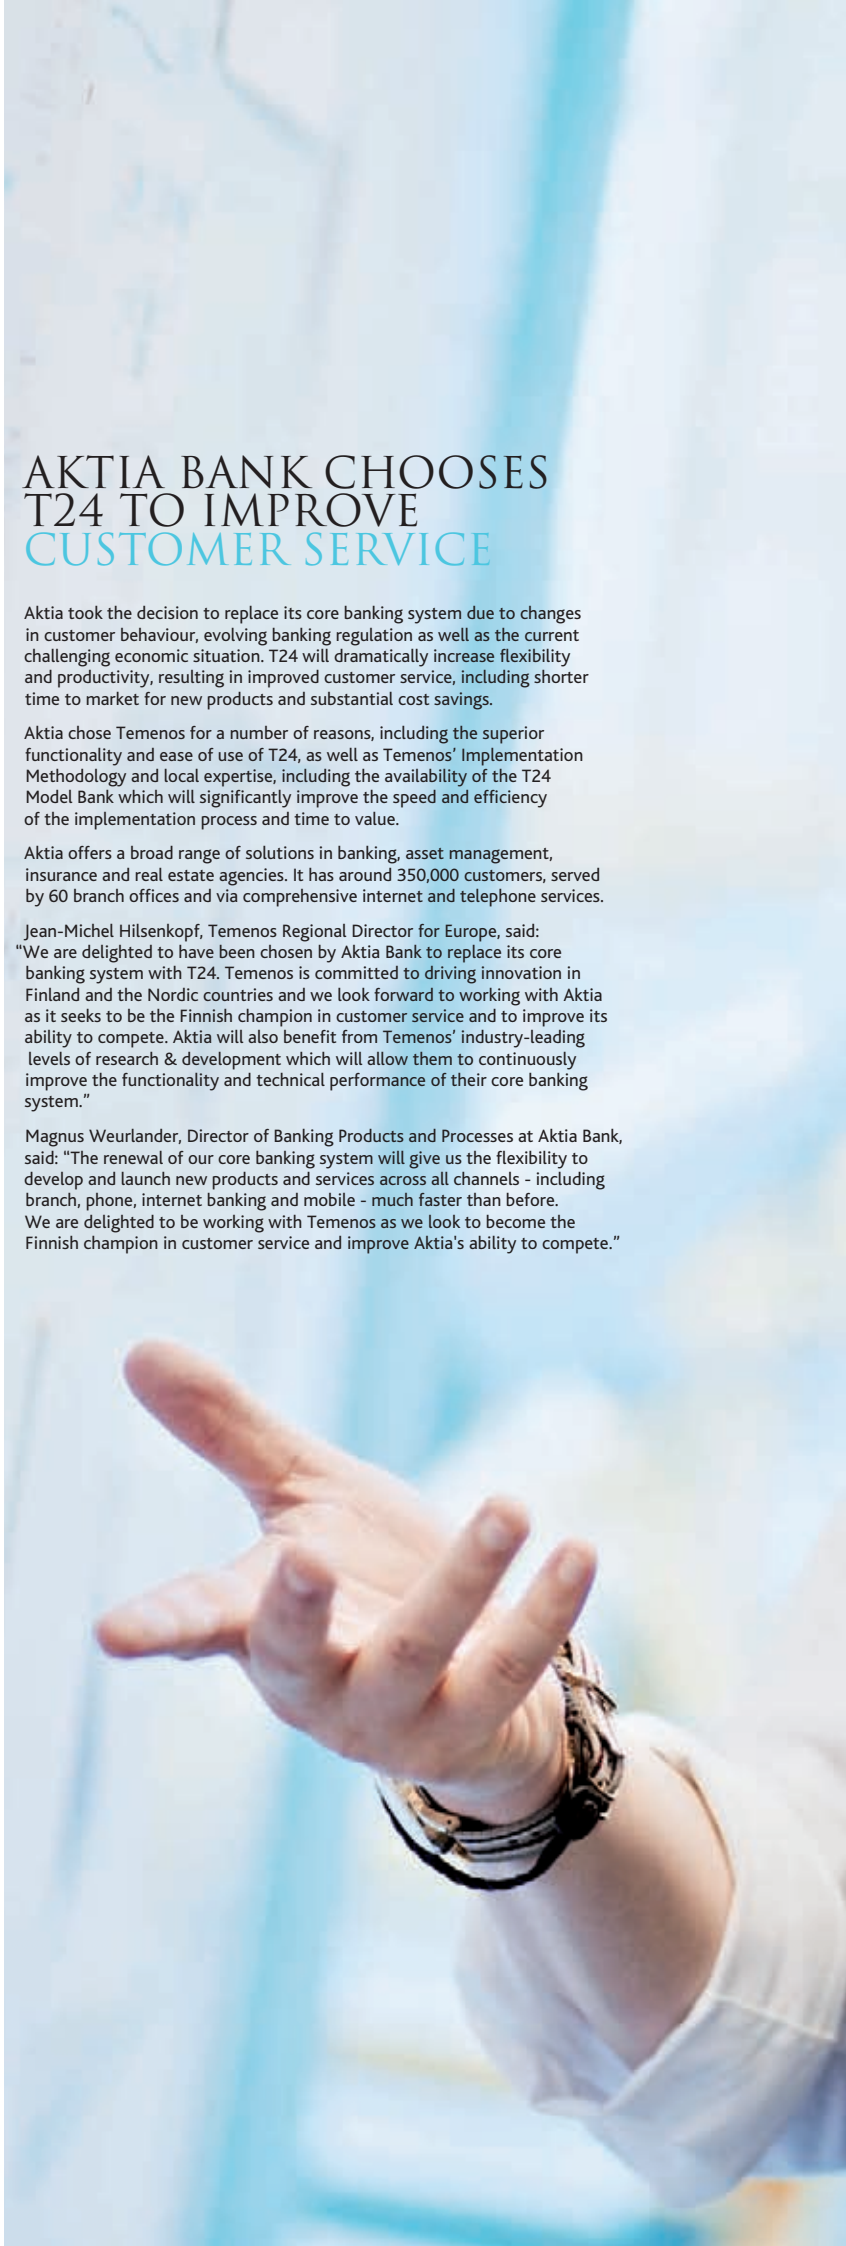 AKTIA BANK CHOOSES
T24 TO IMPROVE
CUSTOMER SERVICE
Aktia took the decision to replace its core banking system due to changes
in customer behaviour, evolving banking regulation as well as the current
challenging economic situation. T24 will dramatically increase flexibility
and productivity, resulting in improved customer service, including shorter
time to market for new products and substantial cost savings.
Aktia chose Temenos for a number of reasons, including the superior
functionality and ease of use of T24, as well as Temenos’ Implementation
Methodology and local expertise, including the availability of the T24
Model Bank which will significantly improve the speed and efficiency
of the implementation process and time to value.
Aktia offers a broad range of solutions in banking, asset management,
insurance and real estate agencies. It has around 350,000 customers, served
by 60 branch offices and via comprehensive internet and telephone services.
Jean-Michel Hilsenkopf, Temenos Regional Director for Europe, said:
“We are delighted to have been chosen by Aktia Bank to replace its core
banking system with T24. Temenos is committed to driving innovation in
Finland and the Nordic countries and we look forward to working with Aktia
as it seeks to be the Finnish champion in customer service and to improve its
ability to compete. Aktia will also benefit from Temenos’ industry-leading
levels of research & development which will allow them to continuously
improve the functionality and technical performance of their core banking
system.”
Magnus Weurlander, Director of Banking Products and Processes at Aktia Bank,
said: “The renewal of our core banking system will give us the flexibility to
develop and launch new products and services across all channels - including
branch, phone, internet banking and mobile - much faster than before.
We are delighted to be working with Temenos as we look to become the
Finnish champion in customer service and improve Aktia's ability to compete.”